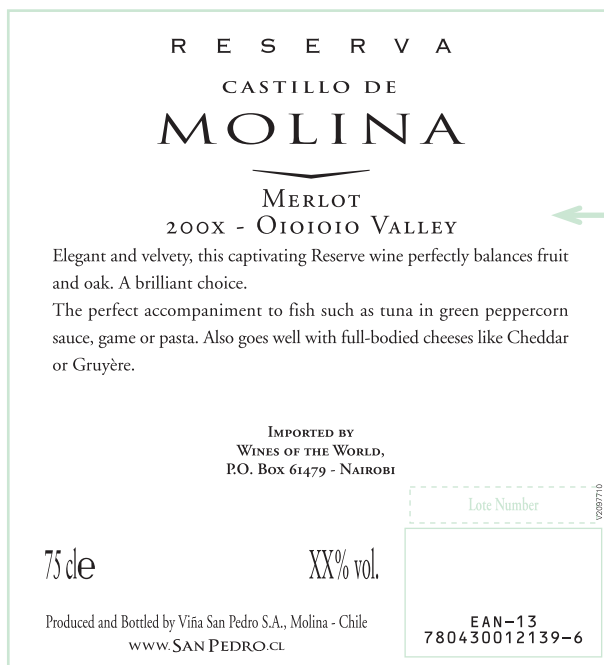 RESERVA
CASTILLO DE
MOLINA
MERLOT
200X - OIOIOIO VALLEY
Elegant and velvety, this captivating Reserve wine perfectly balances fruit
and oak. A brilliant choice.
The perfect accompaniment to fish such as tuna in green peppercorn
sauce, game or pasta. Also goes well with full-bodied cheeses like Cheddar
or Gruyère.
IMPORTED BY
WINES OF THE WORLD,
P.O. BOX 61479 - NAIROBI
Lote Number
V2097710
75 cl℮
XX% vol.
EAN-13
780430012139-6
Produced and Bottled by Viña San Pedro S.A., Molina - Chile
WWW.SANPEDRO.CL